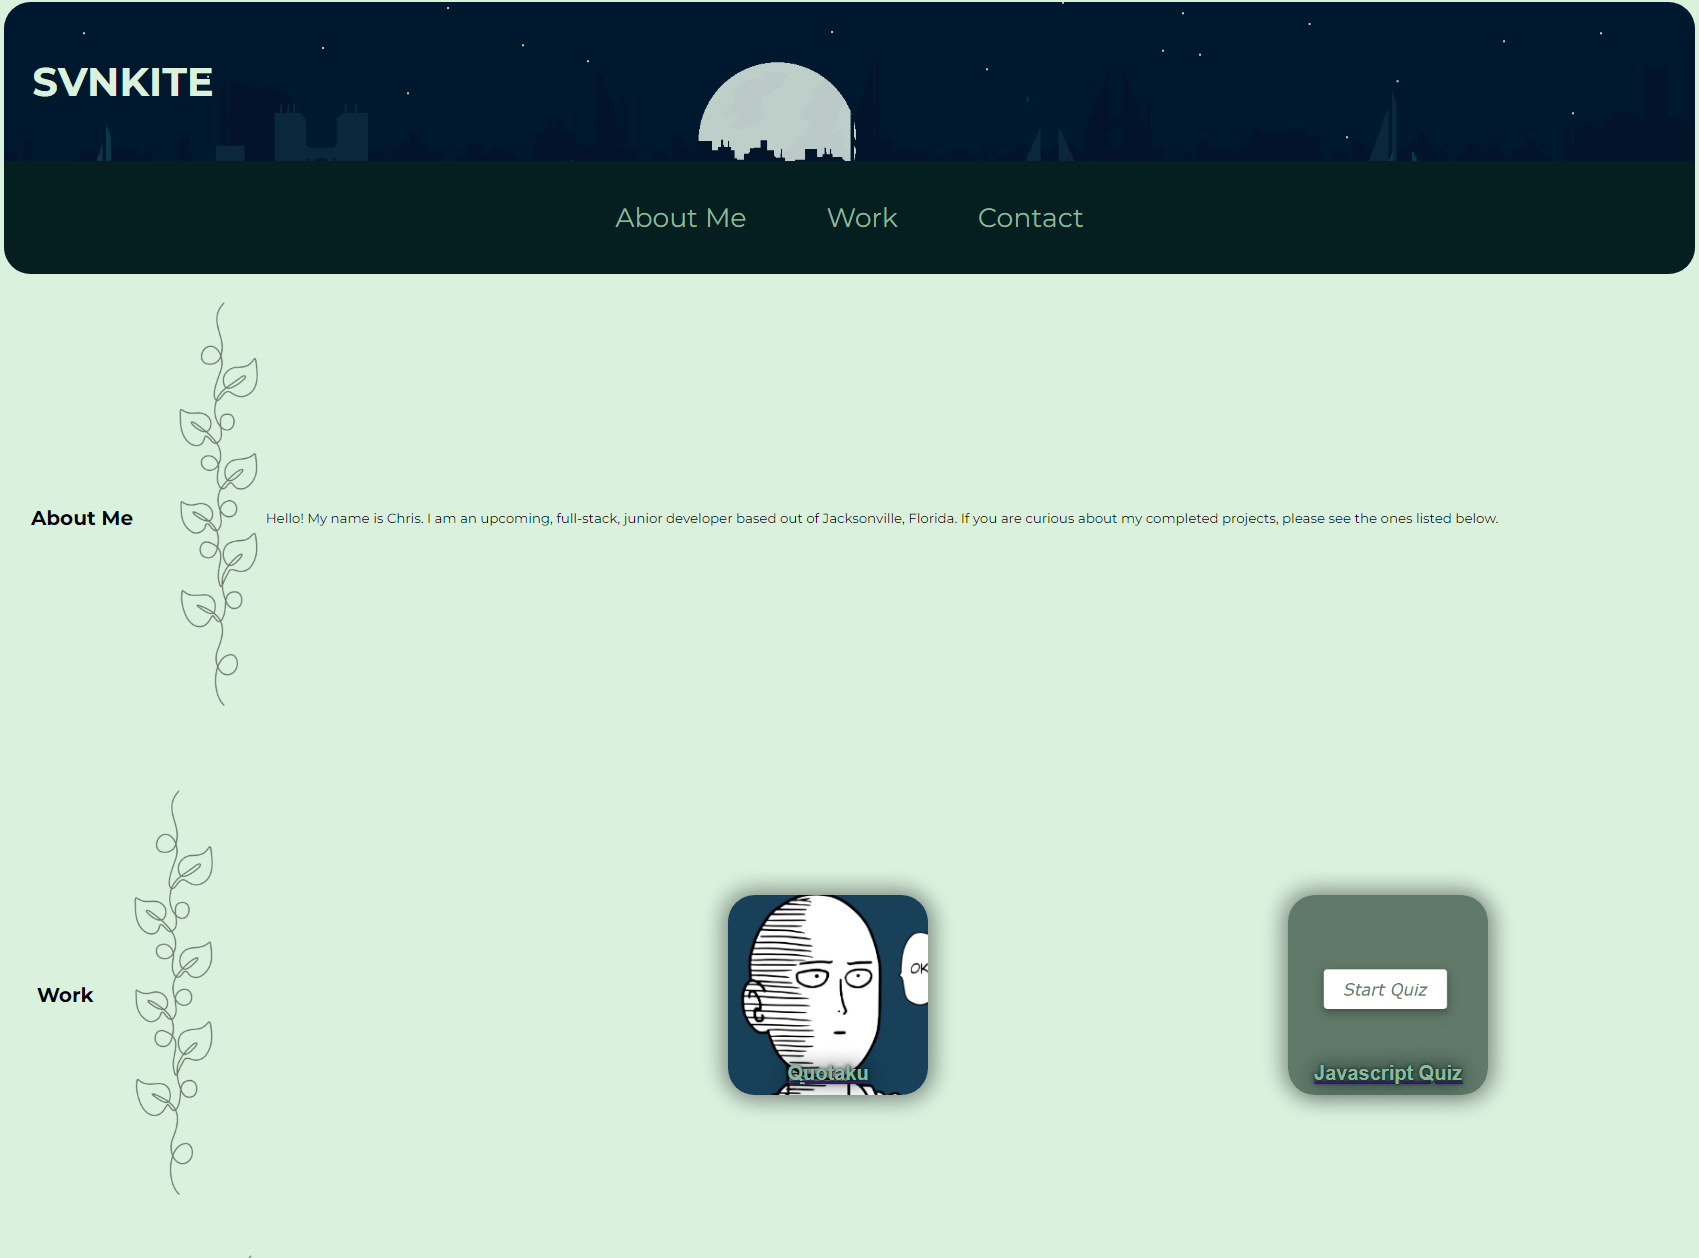 SVNKITE
About Me Work Contact
About Me
Hello! My name is Chris. I am an upcoming, full-stack, junior developer based out of Jacksonville, Florida. If you are curious about my completed projects, please see the ones listed below.
Work
OK
Quotaku
Start Quiz
Javascript Quiz